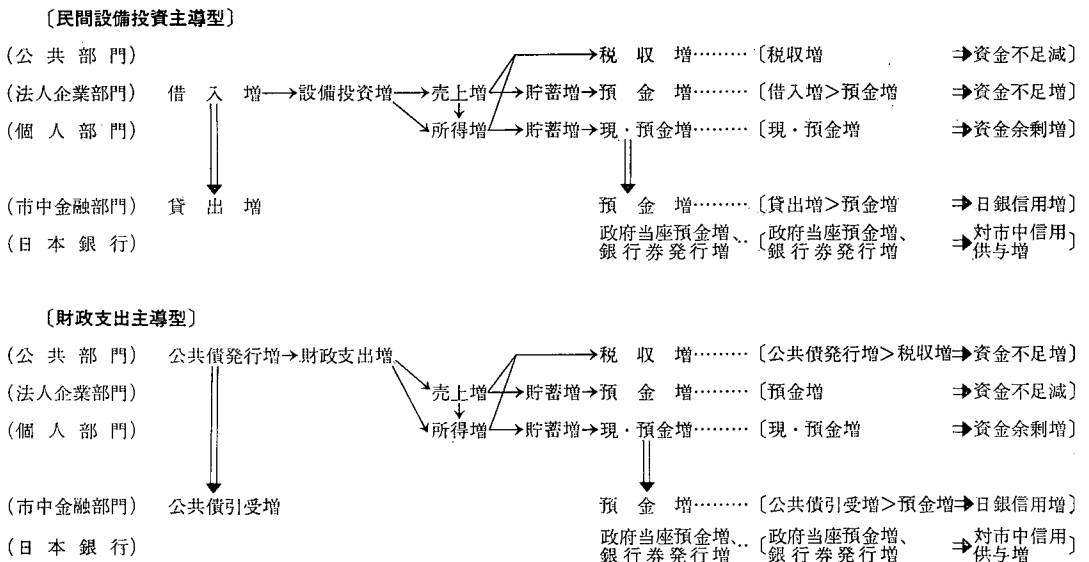 〔民間設備投資主導型〕
(公共部門) 税収増………〔税収増 ⇒資金不足減〕
(法人企業部門) 借入増→設備投資増→売上増→貯蓄増→預金増………〔借入増>預金増 ⇒資金不足増〕
(個人部門) 所得増→貯蓄増→現・預金増………〔現・預金増 ⇒資金余剰増〕
(市中金融部門) 貸出増 預金増………〔貸出増>預金増 ⇒日銀信用増〕
(日本銀行) 政府当座預金増、銀行券発行増…〔政府当座預金増、銀行券発行増 ⇒対市中信用供与増〕
〔財政支出主導型〕
(公共部門) 公共債発行増→財政支出増 税収増………〔公共債発行増>税収増⇒資金不足増〕
(法人企業部門) 売上増→貯蓄増→預金増………〔預金増 ⇒資金不足減〕
(個人部門) 所得増→貯蓄増→現・預金増………〔現・預金増 ⇒資金余剰増〕
(市中金融部門) 公共債引受増 預金増………〔公共債引受増>預金増⇒日銀信用増〕
(日本銀行) 政府当座預金増、銀行券発行増…〔政府当座預金増、銀行券発行増 ⇒対市中信用供与増〕